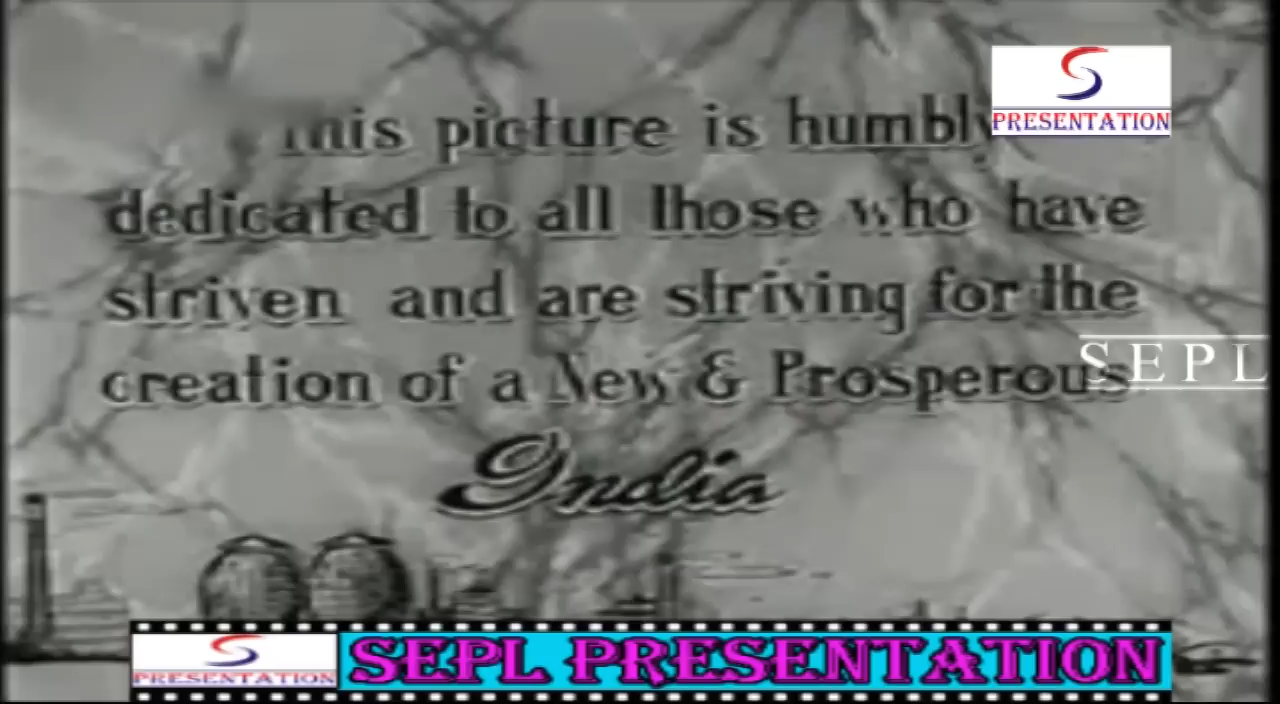 This picture is humbly
PRESENTATION
dedicated to all those who have
striven and are striving for the
creation of a New & Prosperous
SEPL
India
PRESENTATION
SEPL PRESENTATION